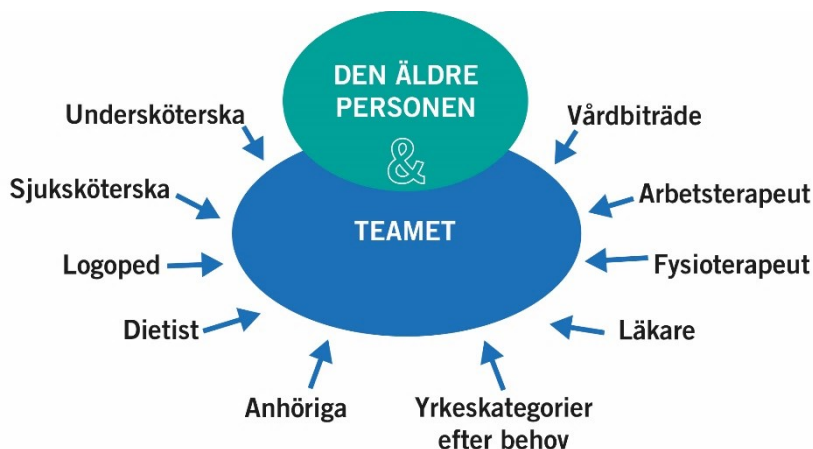 DEN ÄLDRE
PERSONEN
&
TEAMET
Undersköterska
Sjuksköterska
Logoped
Dietist
Anhöriga
Yrkeskategorier
efter behov
Läkare
Fysioterapeut
Arbetsterapeut
Vårdbiträde